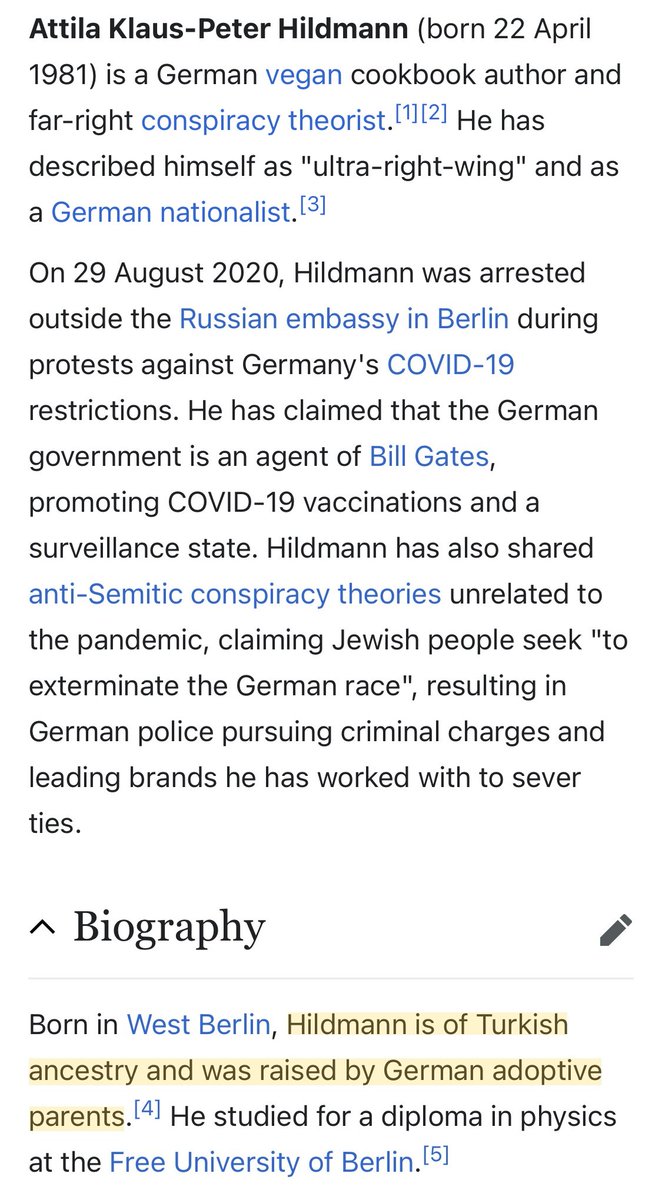 Attila Klaus-Peter Hildmann (born 22 April
1981) is a German vegan cookbook author and
far-right conspiracy theorist.[1][2] He has
described himself as "ultra-right-wing" and as
a German nationalist.[3]
On 29 August 2020, Hildmann was arrested
outside the Russian embassy in Berlin during
protests against Germany's COVID-19
restrictions. He has claimed that the German
government is an agent of Bill Gates,
promoting COVID-19 vaccinations and a
surveillance state. Hildmann has also shared
anti-Semitic conspiracy theories unrelated to
the pandemic, claiming Jewish people seek "to
exterminate the German race", resulting in
German police pursuing criminal charges and
leading brands he has worked with to sever
ties.
Biography
Born in West Berlin, Hildmann is of Turkish
ancestry and was raised by German adoptive
parents.[4] He studied for a diploma in physics
at the Free University of Berlin.[5]